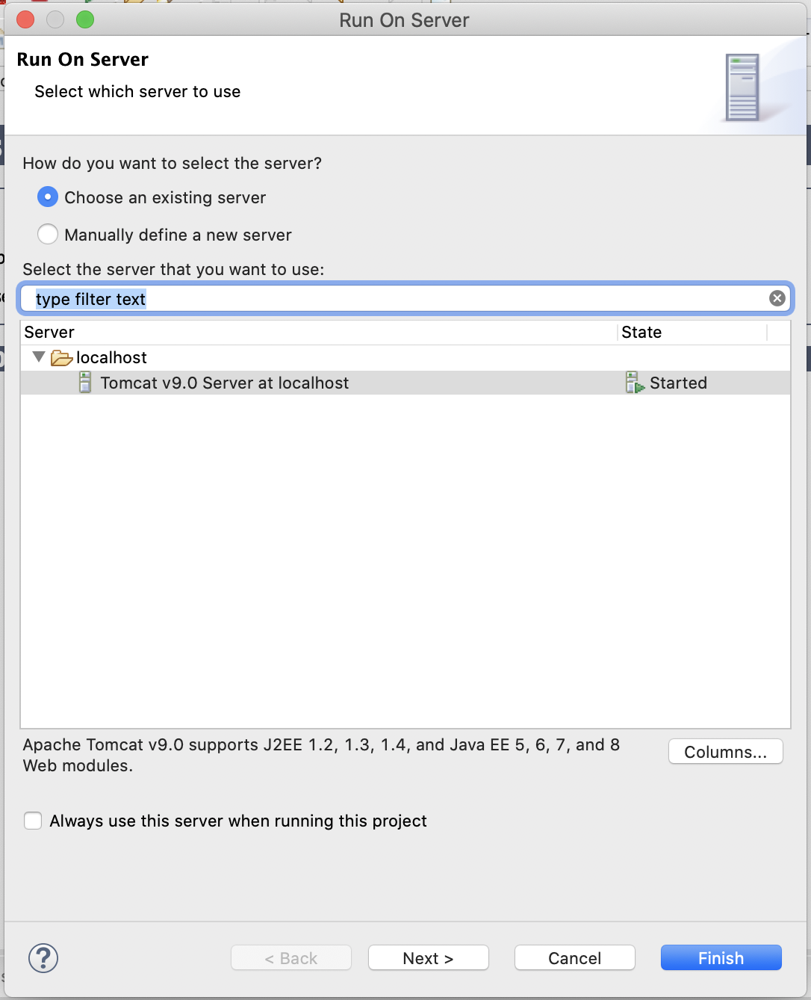 Run On Server
Run On Server
Select which server to use
How do you want to select the server?
Choose an existing server
Manually define a new server
Select the server that you want to use:
type filter text
Server State
localhost
Tomcat v9.0 Server at localhost Started
Apache Tomcat v9.0 supports J2EE 1.2, 1.3, 1.4, and Java EE 5, 6, 7, and 8
Web modules.
Columns...
Always use this server when running this project
?
< Back Next > Cancel Finish